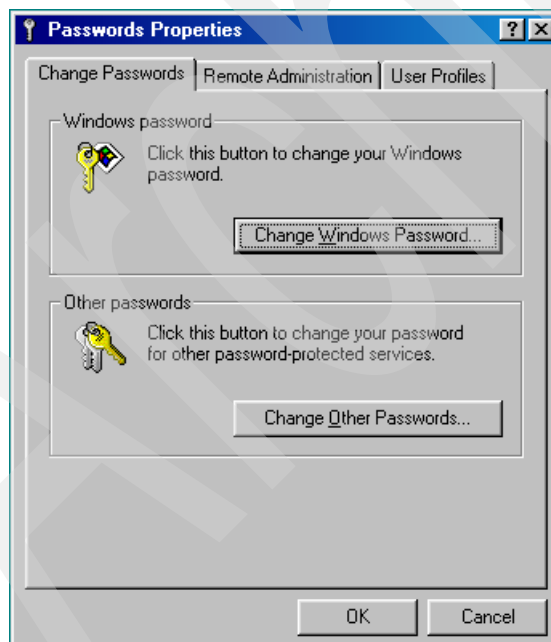 Passwords Properties
Change Passwords Remote Administration User Profiles
Windows password
Click this button to change your Windows
password.
Change Windows Password...
Other passwords
Click this button to change your password
for other password-protected services.
Change Other Passwords...
OK Cancel